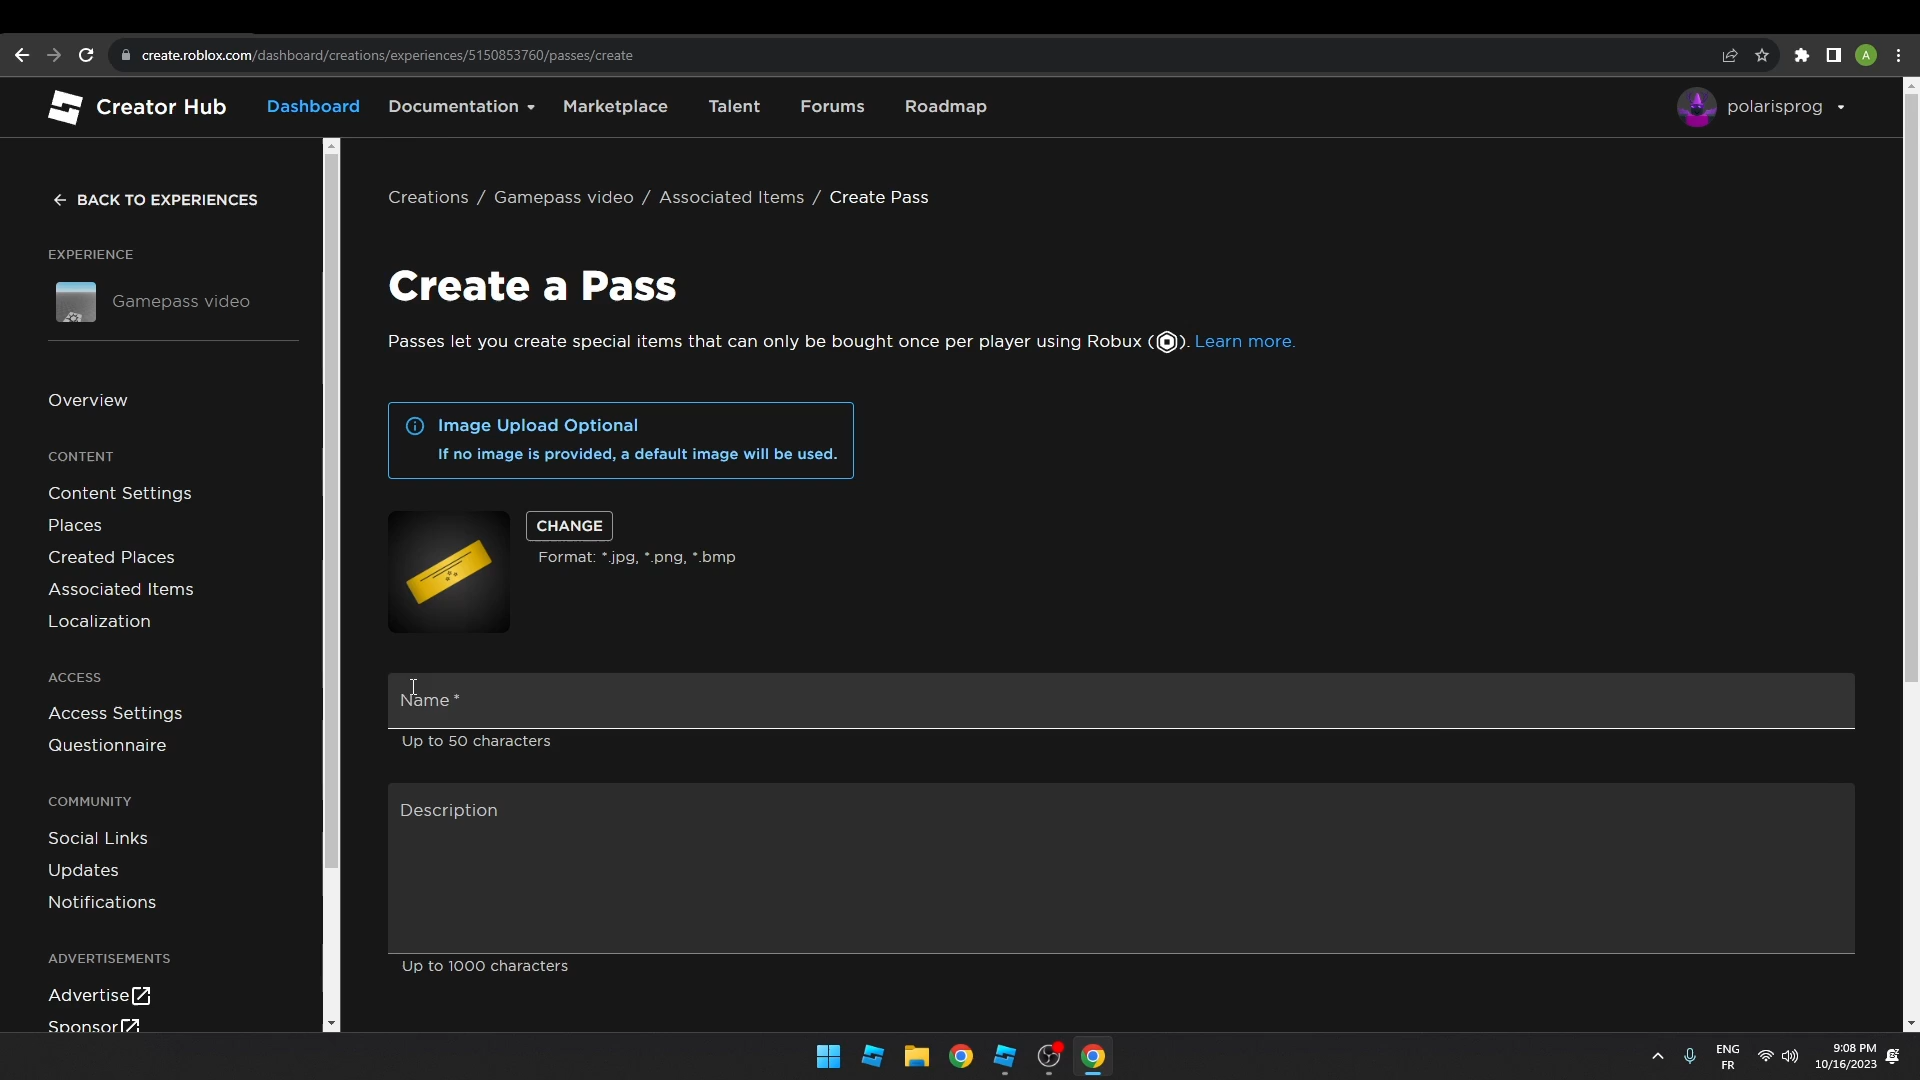 create.roblox.com/dashboard/creations/experiences/5150853760/passes/create
A
Creator Hub
Dashboard
Documentation
Marketplace
Talent
Forums
Roadmap
polarisprog
BACK TO EXPERIENCES
EXPERIENCE
Gamepass video
Overview
CONTENT
Content Settings
Places
Created Places
Associated Items
Localization
ACCESS
Access Settings
Questionnaire
COMMUNITY
Social Links
Updates
Notifications
ADVERTISEMENTS
Advertise
Sponsor
Creations / Gamepass video / Associated Items / Create Pass
Create a Pass
Passes let you create special items that can only be bought once per player using Robux ( ). Learn more.
Image Upload Optional
If no image is provided, a default image will be used.
CHANGE
Format: *.jpg, *.png, *.bmp
Name *
Up to 50 characters
Description
Up to 1000 characters
ENG
FR
9:08 PM
10/16/2023